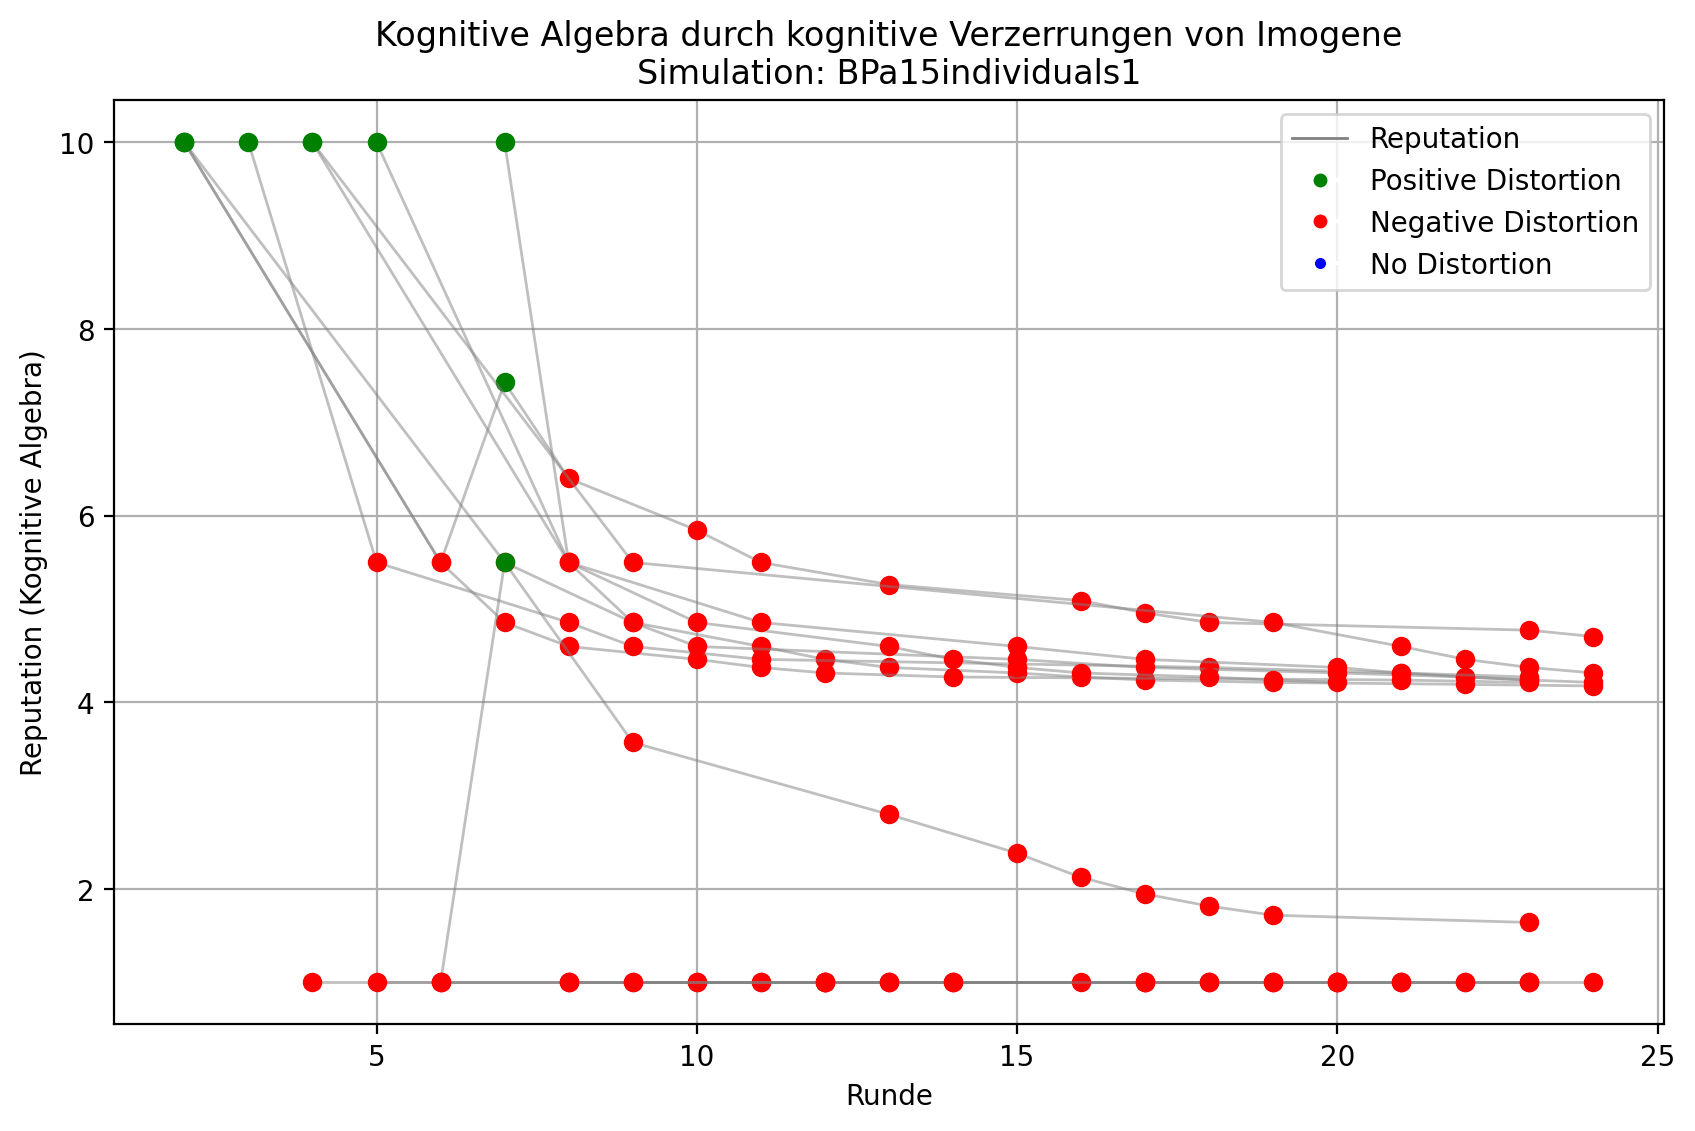 Kognitive Algebra durch kognitive Verzerrungen von Imogene
Simulation: BPa15individuals1
Reputation
Positive Distortion
Negative Distortion
No Distortion
Reputation (Kognitive Algebra)
10
8
6
4
2
5
10
15
20
25
Runde